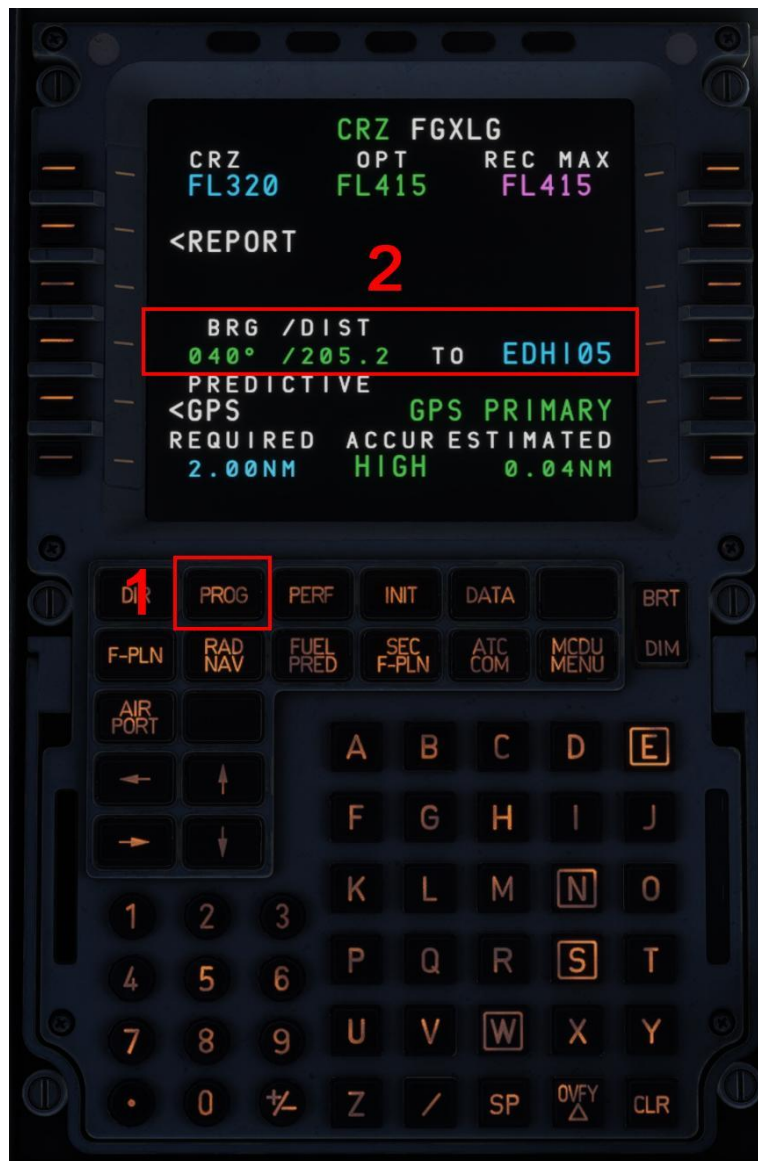 CRZ FGXLG
CRZ OPT REC MAX
FL320 FL415 FL415
<REPORT
2
BRG /DIST
040° /205.2 TO EDHI05
PREDICTIVE
<GPS GPS PRIMARY
REQUIRED ACCUR ESTIMATED
2.00NM HIGH 0.04NM
1
DIR PROG PERF INIT DATA BRT
F-PLN RAD NAV FUEL PRED SEC F-PLN ATC COM MCDU MENU DIM
AIR PORT
← ↑
→ ↓
A B C D E
F G H I J
K L M N O
1 2 3
P Q R S T
4 5 6
U V W X Y
7 8 9
Z / SP OVFY △ CLR
. 0 +/-